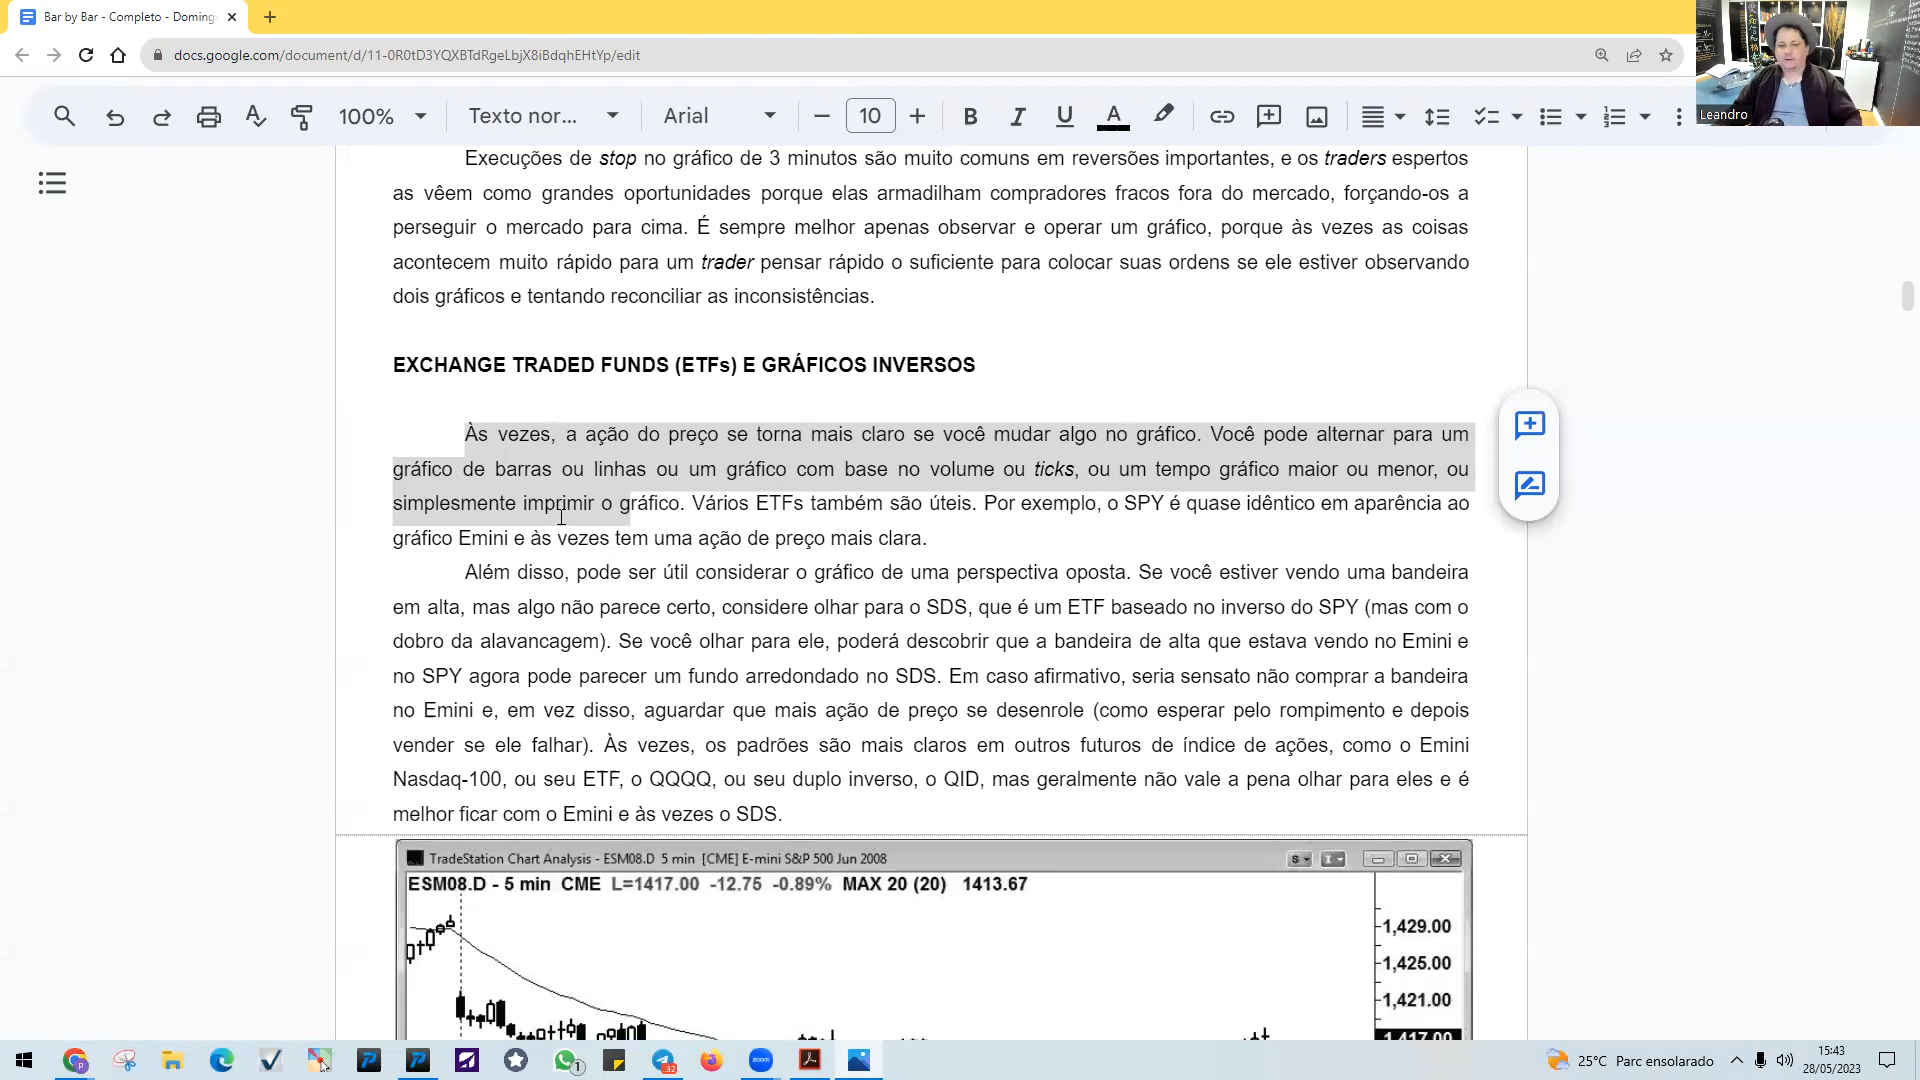 Bar by Bar - Completo - Doming
docs.google.com/document/d/11-0R0tD3YQXBTdRgeLbjX8iBdqhEHtYp/edit
Leandro
100% Texto nor... Arial 10
Execuções de stop no gráfico de 3 minutos são muito comuns em reversões importantes, e os traders espertos
as vêem como grandes oportunidades porque elas armadilham compradores fracos fora do mercado, forçando-os a
perseguir o mercado para cima. É sempre melhor apenas observar e operar um gráfico, porque às vezes as coisas
acontecem muito rápido para um trader pensar rápido o suficiente para colocar suas ordens se ele estiver observando
dois gráficos e tentando reconciliar as inconsistências.
EXCHANGE TRADED FUNDS (ETFs) E GRÁFICOS INVERSOS
Às vezes, a ação do preço se torna mais claro se você mudar algo no gráfico. Você pode alternar para um
gráfico de barras ou linhas ou um gráfico com base no volume ou ticks, ou um tempo gráfico maior ou menor, ou
simplesmente imprimir o gráfico. Vários ETFs também são úteis. Por exemplo, o SPY é quase idêntico em aparência ao
gráfico Emini e às vezes tem uma ação de preço mais clara.
Além disso, pode ser útil considerar o gráfico de uma perspectiva oposta. Se você estiver vendo uma bandeira
em alta, mas algo não parece certo, considere olhar para o SDS, que é um ETF baseado no inverso do SPY (mas com o
dobro da alavancagem). Se você olhar para ele, poderá descobrir que a bandeira de alta que estava vendo no Emini e
no SPY agora pode parecer um fundo arredondado no SDS. Em caso afirmativo, seria sensato não comprar a bandeira
no Emini e, em vez disso, aguardar que mais ação de preço se desenrole (como esperar pelo rompimento e depois
vender se ele falhar). Às vezes, os padrões são mais claros em outros futuros de índice de ações, como o Emini
Nasdaq-100, ou seu ETF, o QQQQ, ou seu duplo inverso, o QID, mas geralmente não vale a pena olhar para eles e é
melhor ficar com o Emini e às vezes o SDS.
TradeStation Chart Analysis - ESM08.D 5 min [CME] E-mini S&P 500 Jun 2008
ESM08.D - 5 min CME L=1417.00 -12.75 -0.89% MAX 20 (20) 1413.67
1,429.00
1,425.00
1,421.00
1,417.00
25°C Parc ensolarado
15:43
28/05/2023